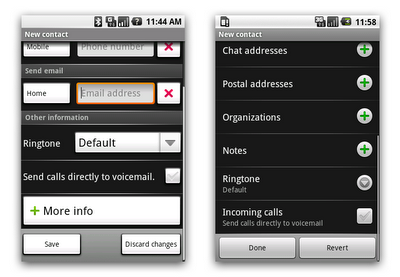 11:44 AM
New contact
Mobile
Phone number
Send email
Home
Email address
Other information
Ringtone
Default
Send calls directly to voicemail.
More info
Save
Discard changes
11:58
New contact
Chat addresses
Postal addresses
Organizations
Notes
Ringtone
Default
Incoming calls
Send calls directly to voicemail
Done
Revert